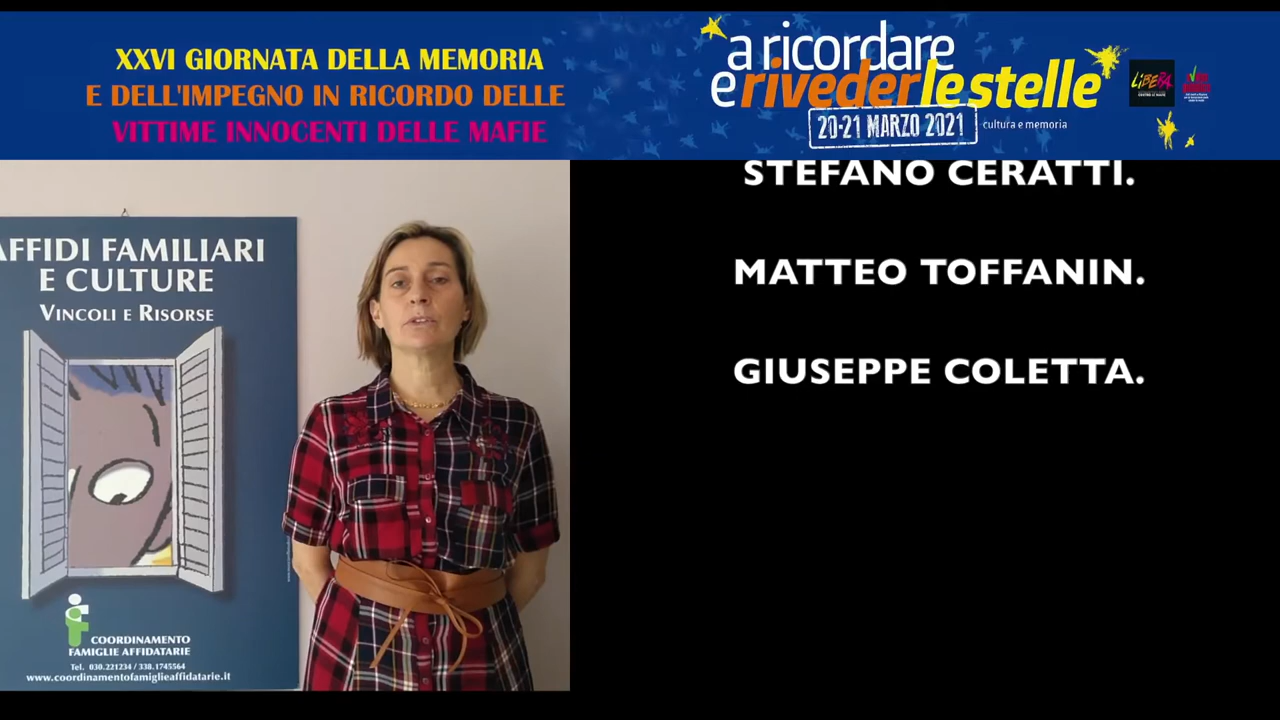 XXVI GIORNATA DELLA MEMORIA
E DELL'IMPEGNO IN RICORDO DELLE
VITTIME INNOCENTI DELLE MAFIE
a ricordare
e riveder le stelle
20-21 MARZO 2021
cultura e memoria
LIBERA
STEFANO CERATTI.
MATTEO TOFFANIN.
GIUSEPPE COLETTA.
AFFIDI FAMILIARI
E CULTURE
VINCOLI E RISORSE
COORDINAMENTO
FAMIGLIE AFFIDATARIE
Tel. 030.221234 / 338.1745564
www.coordinamentofamiglieaffidatarie.it